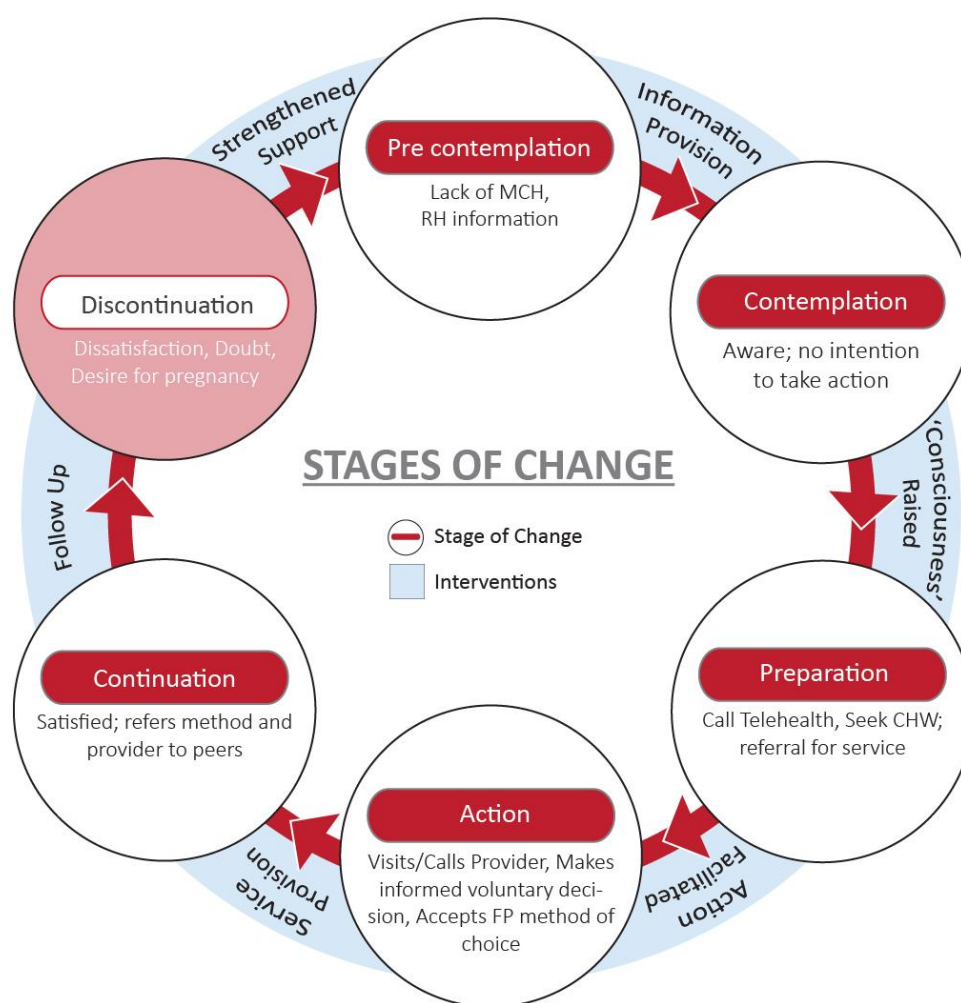 Strengthened
Support
Information
Provision
Pre contemplation
Lack of MCH,
RH information
Contemplation
Aware; no intention
to take action
'Consciousness'
Raised
Preparation
Call Telehealth, Seek CHW;
referral for service
Action
Facilitated
Action
Visits/Calls Provider, Makes
informed voluntary deci-
sion, Accepts FP method of
choice
Service
Provision
Continuation
Satisfied; refers method and
provider to peers
Follow Up
Discontinuation
Dissatisfaction, Doubt,
Desire for pregnancy
STAGES OF CHANGE
Stage of Change
Interventions